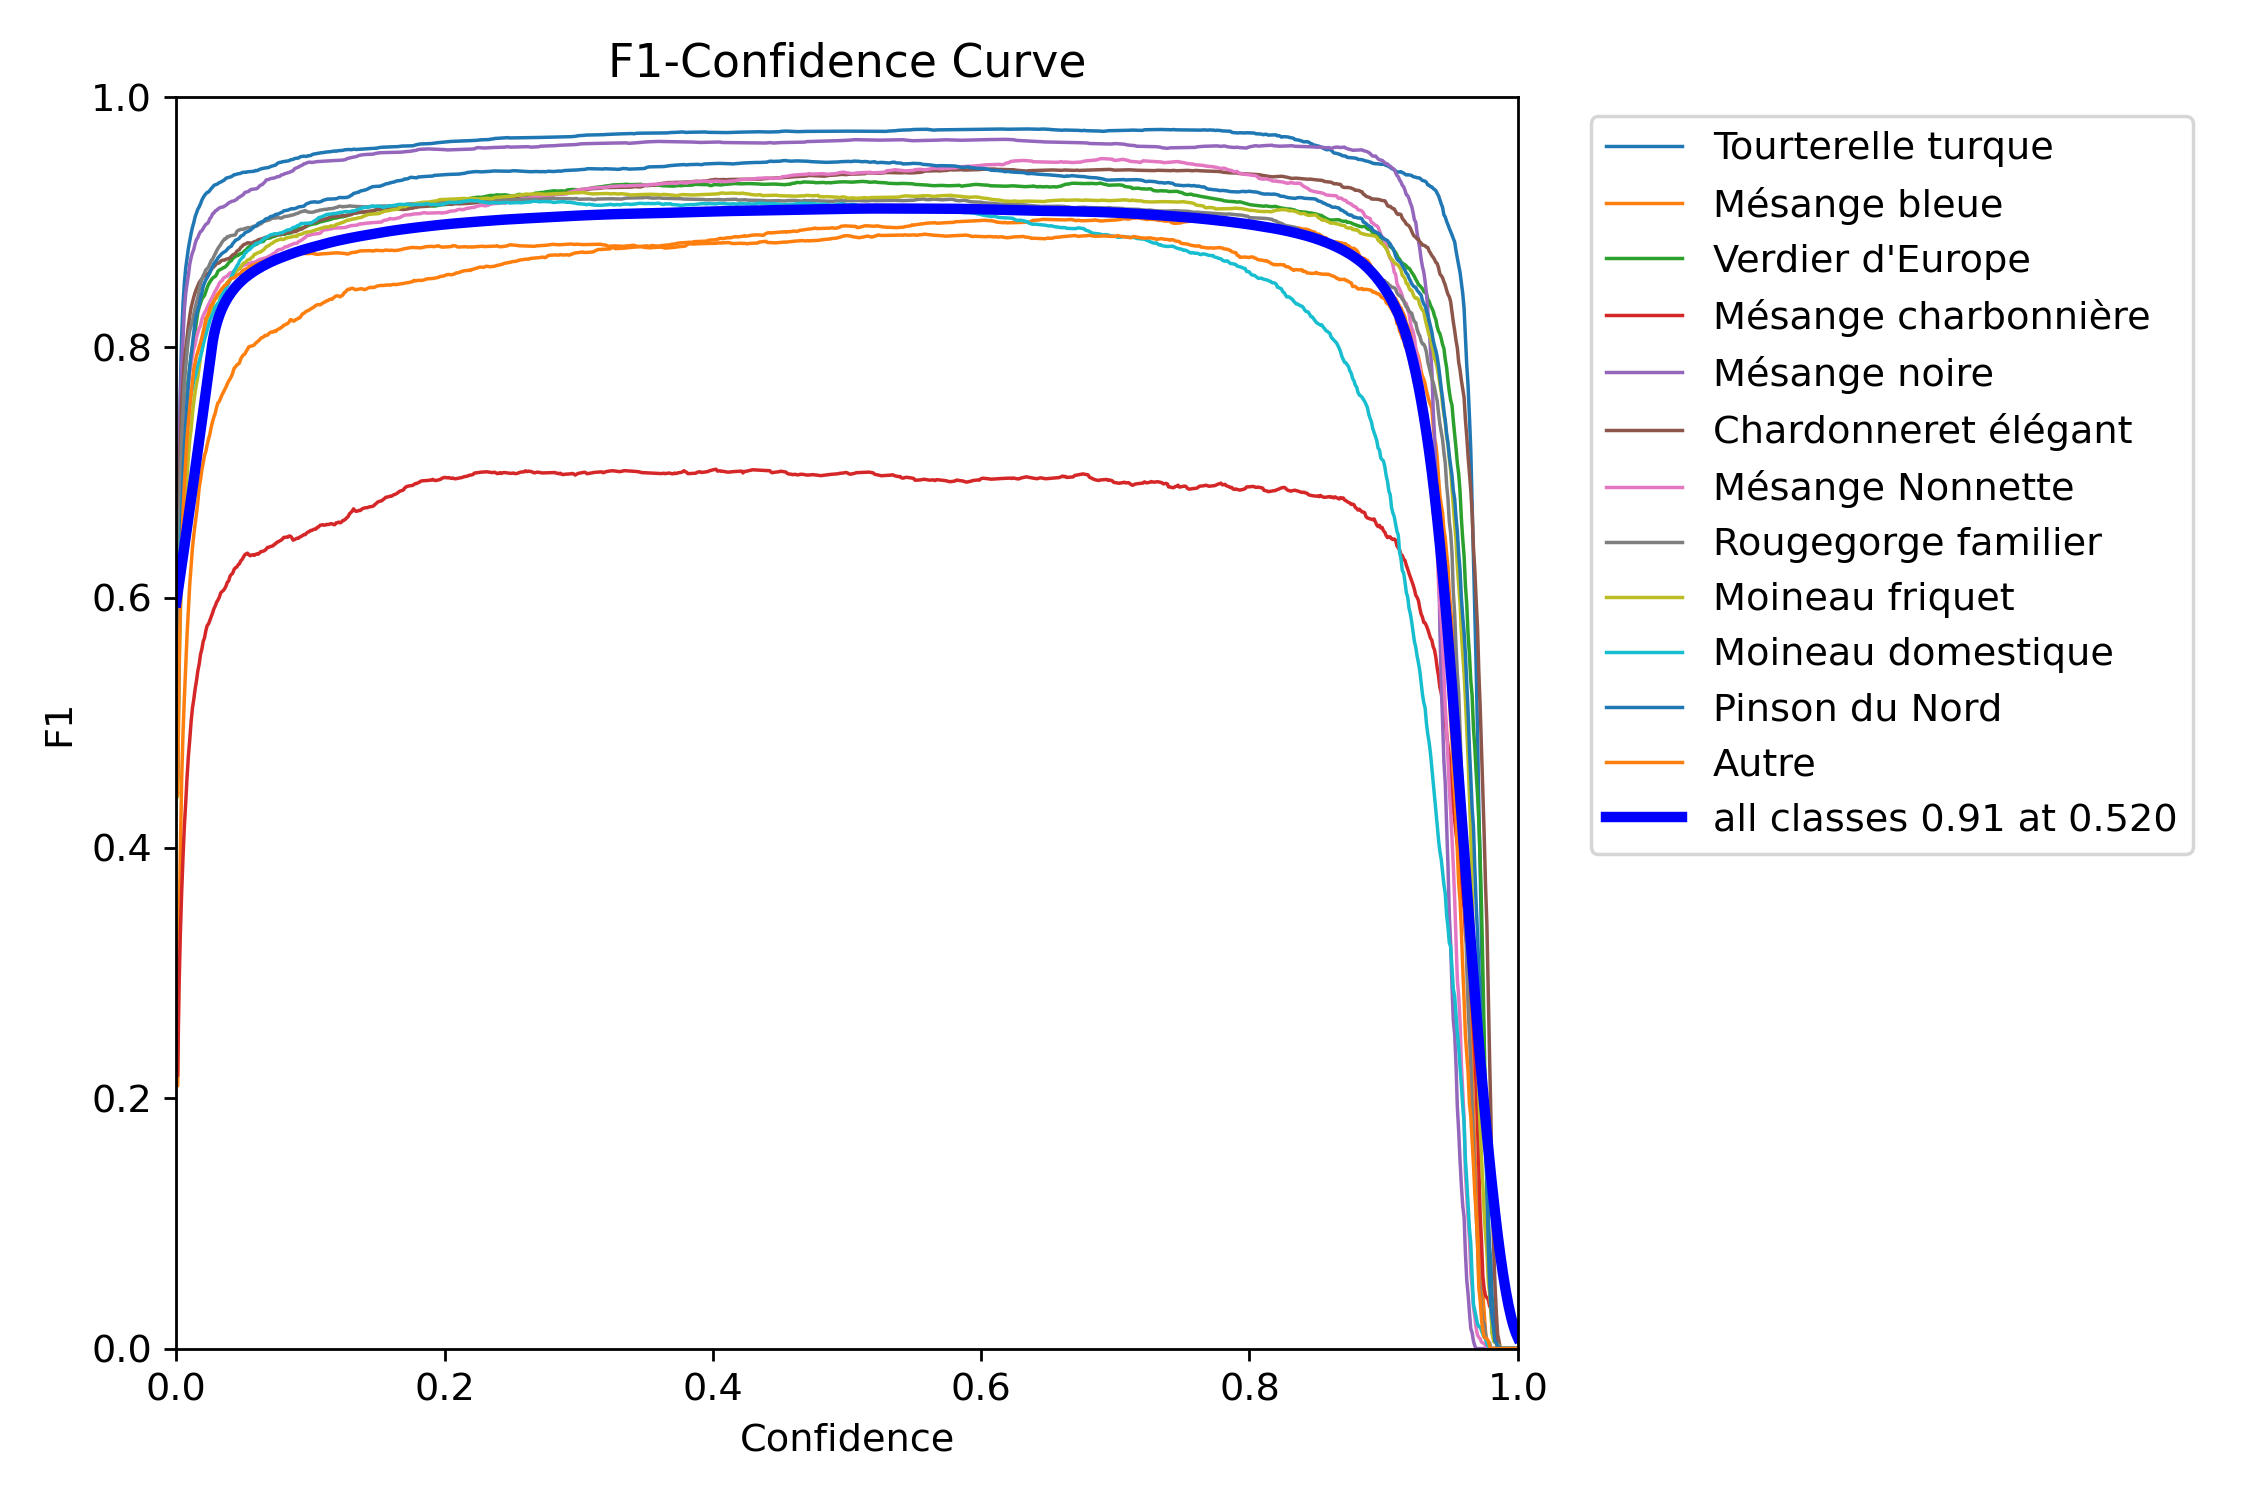 F1-Confidence Curve
1.0
0.8
0.6
0.4
0.2
0.0
F1
0.0 0.2 0.4 0.6 0.8 1.0
Confidence
Tourterelle turque
Mésange bleue
Verdier d'Europe
Mésange charbonnière
Mésange noire
Chardonneret élégant
Mésange Nonnette
Rougegorge familier
Moineau friquet
Moineau domestique
Pinson du Nord
Autre
all classes 0.91 at 0.520